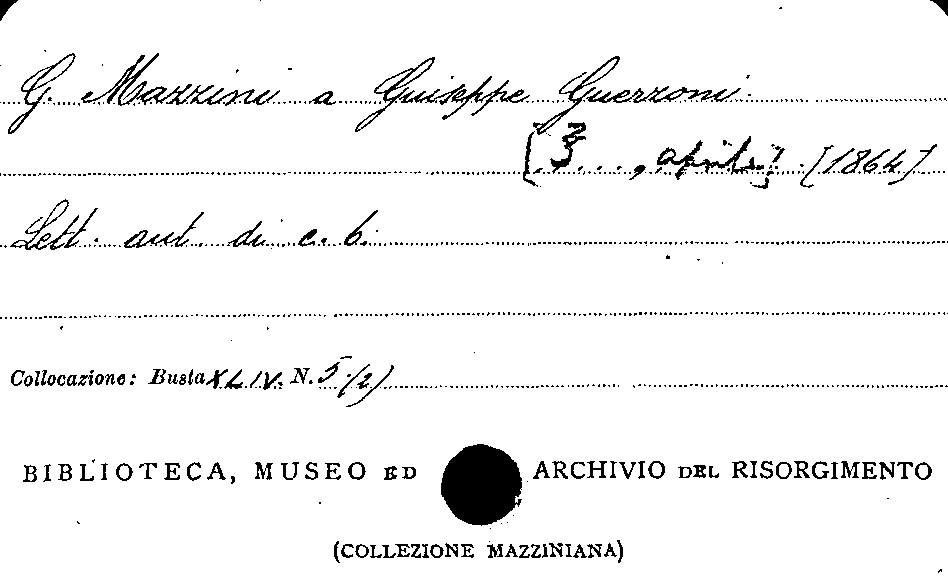 G. Mazzini a Giuseppe Guerzoni.
[3...., aprile] [1864]
Lett. aut. di c. 6.
Collocazione: Busta XLIV. N. 5 (2)
BIBLIOTECA, MUSEO ED ARCHIVIO DEL RISORGIMENTO
(COLLEZIONE MAZZINIANA)